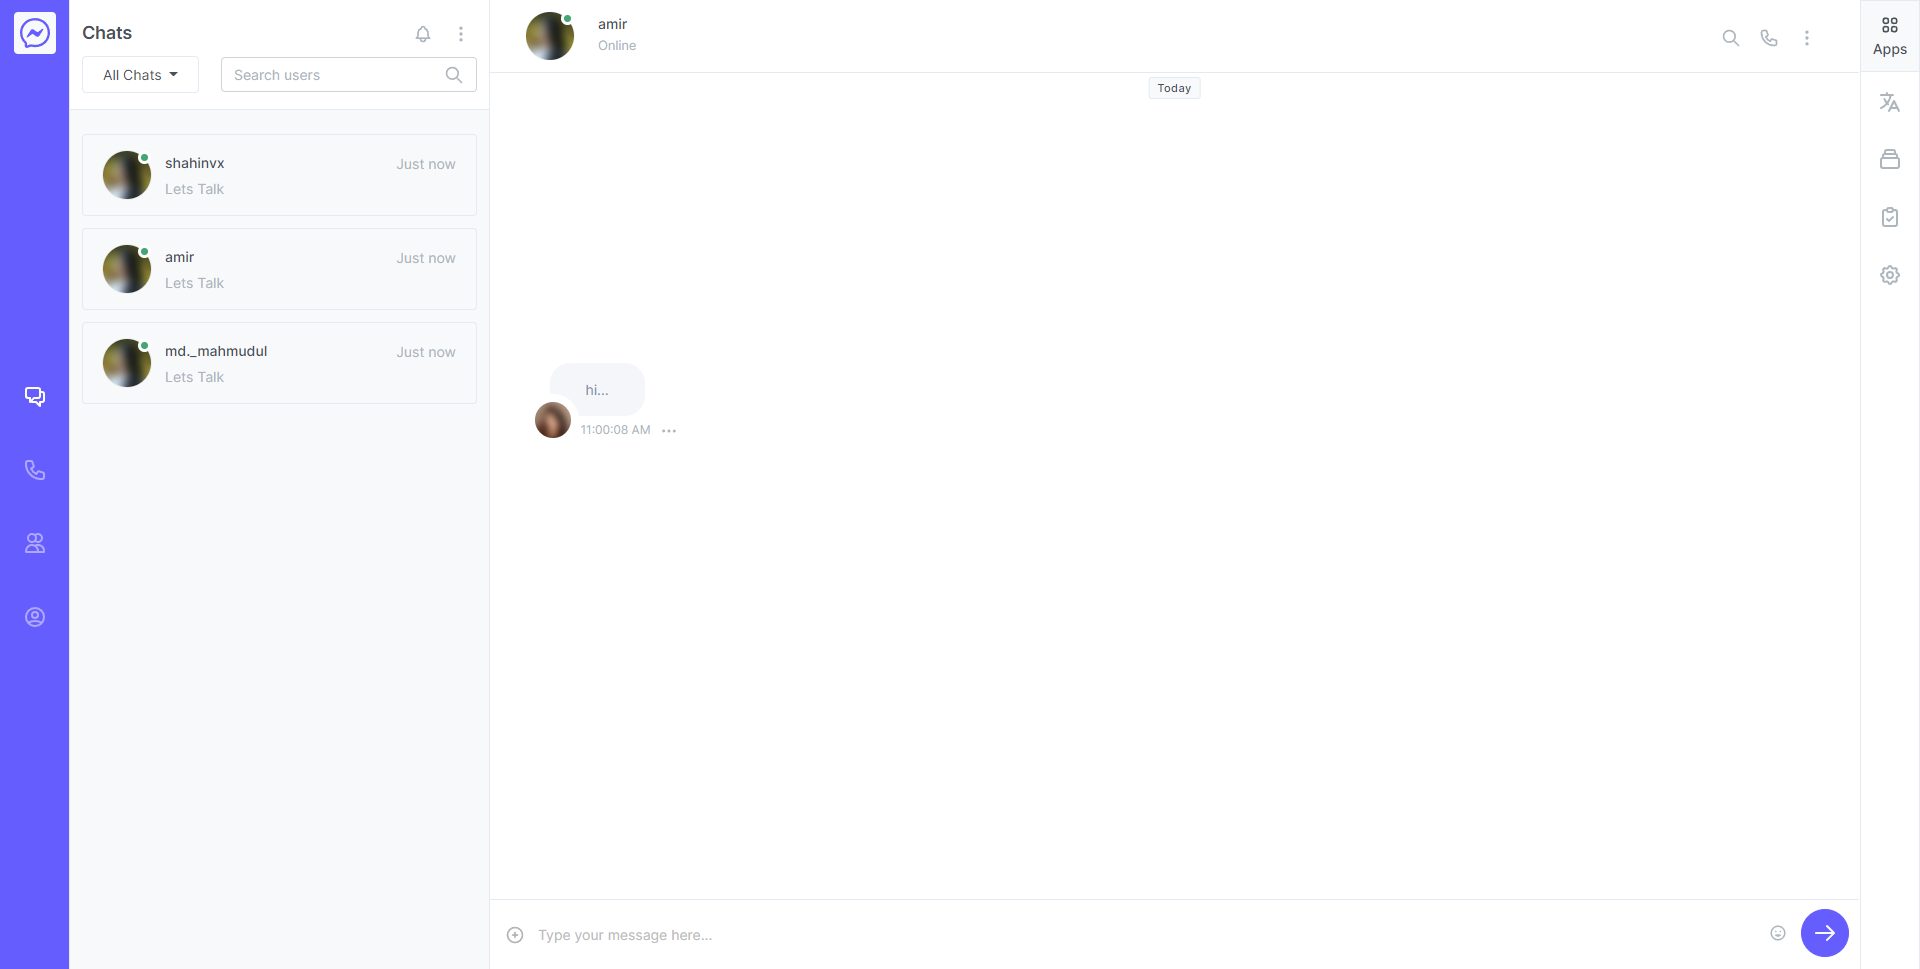 Chats
All Chats
Search users
shahinvx
Just now
Lets Talk
amir
Just now
Lets Talk
md._mahmudul
Just now
Lets Talk
amir
Online
Today
hi...
11:00:08 AM
Type your message here...
Apps